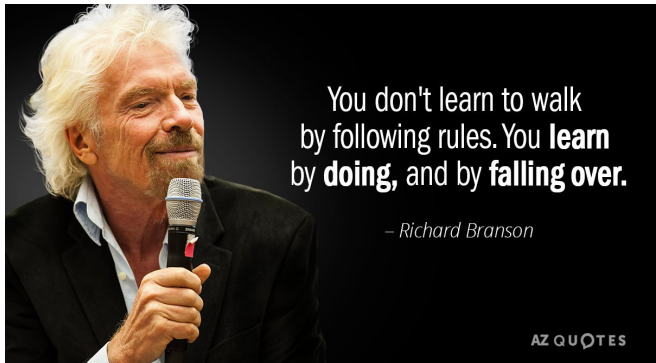 You don't learn to walk
by following rules. You learn
by doing, and by falling over.
– Richard Branson
AZ QUOTES